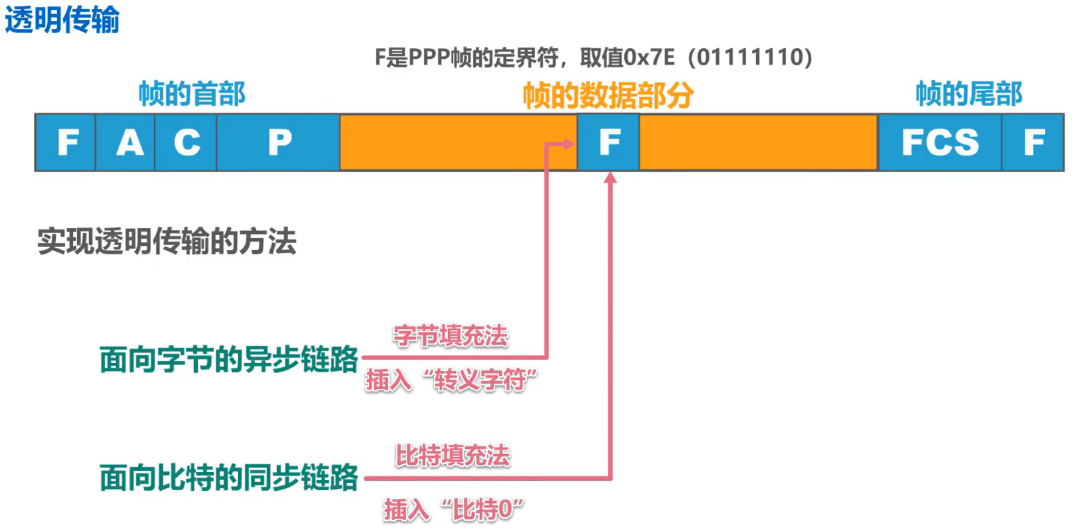 透明传输
F是PPP帧的定界符，取值0x7E（01111110）
帧的首部 帧的数据部分 帧的尾部
F A C P F FCS F
实现透明传输的方法
字节填充法
面向字节的异步链路
插入“转义字符”
比特填充法
面向比特的同步链路
插入“比特0”